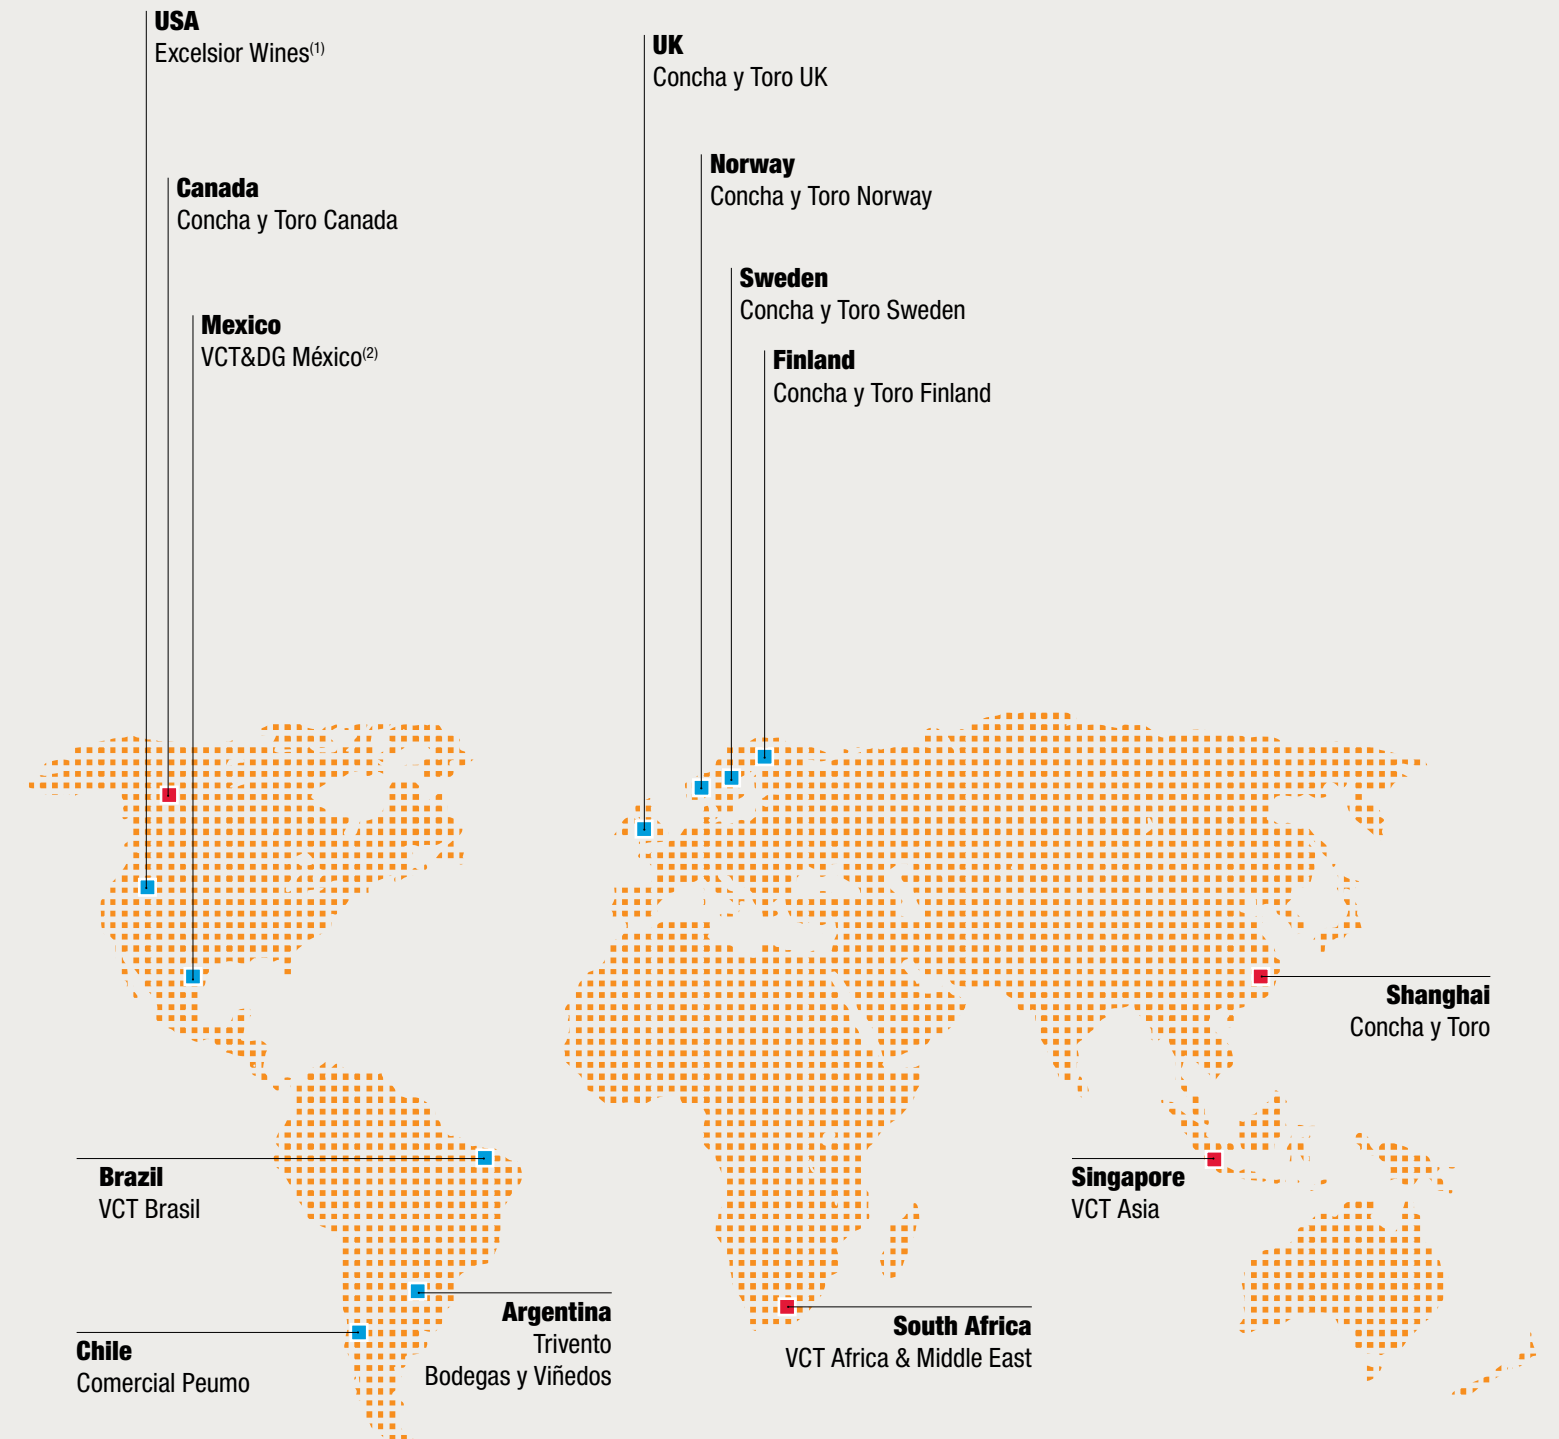 USA
Excelsior Wines(1)
UK
Concha y Toro UK
Norway
Concha y Toro Norway
Canada
Concha y Toro Canada
Sweden
Concha y Toro Sweden
Mexico
VCT&DG México(2)
Finland
Concha y Toro Finland
Shanghai
Concha y Toro
Brazil
VCT Brasil
Singapore
VCT Asia
Argentina
Trivento
Bodegas y Viñedos
South Africa
VCT Africa & Middle East
Chile
Comercial Peumo